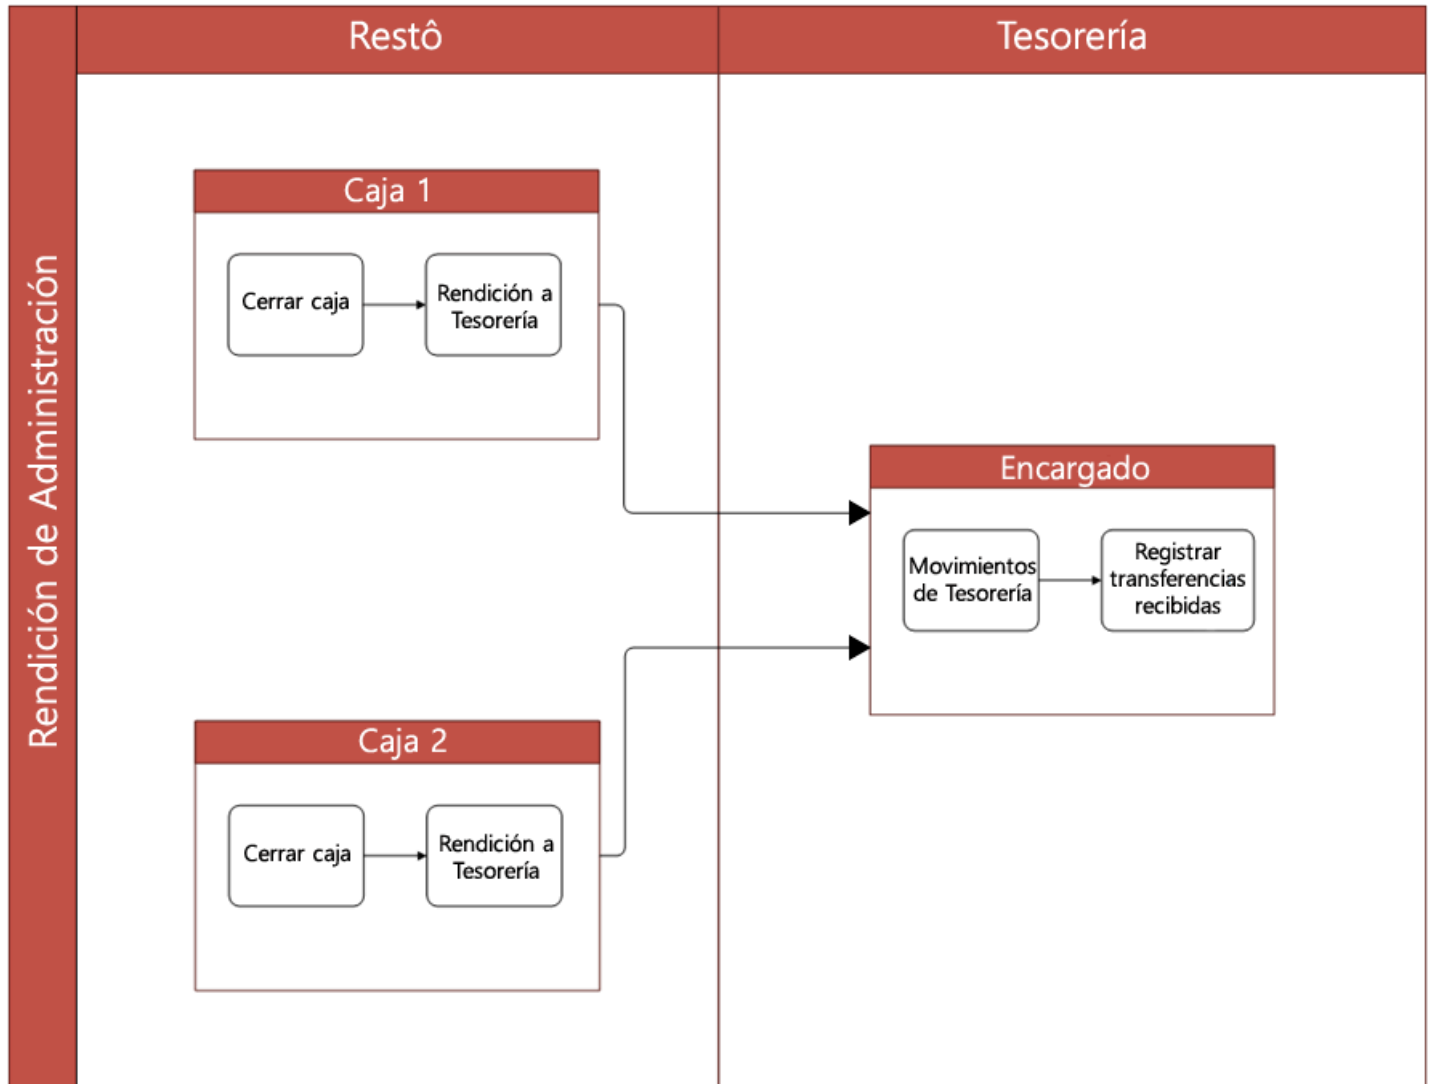 Rendición de Administración
Restô
Tesorería
Caja 1
Cerrar caja
Rendición a
Tesorería
Encargado
Movimientos
de Tesorería
Registrar
transferencias
recibidas
Caja 2
Cerrar caja
Rendición a
Tesorería